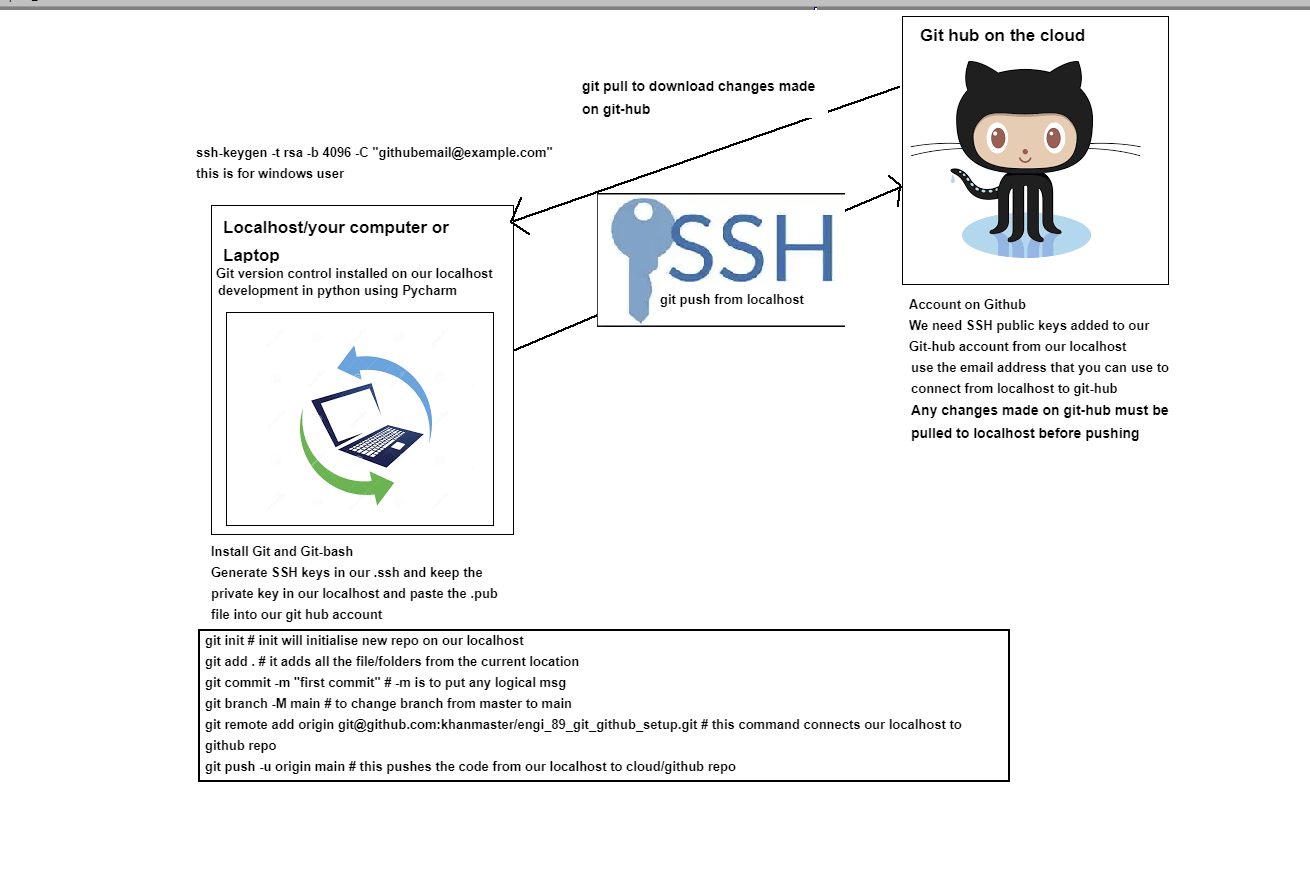 Git hub on the cloud
git pull to download changes made
on git-hub
ssh-keygen -t rsa -b 4096 -C "githubemail@example.com"
this is for windows user
Localhost/your computer or
Laptop
Git version control installed on our localhost
development in python using Pycharm
SSH
git push from localhost
Account on Github
We need SSH public keys added to our
Git-hub account from our localhost
use the email address that you can use to
connect from localhost to git-hub
Any changes made on git-hub must be
pulled to localhost before pushing
Install Git and Git-bash
Generate SSH keys in our .ssh and keep the
private key in our localhost and paste the .pub
file into our git hub account
git init # init will initialise new repo on our localhost
git add . # it adds all the file/folders from the current location
git commit -m "first commit" # -m is to put any logical msg
git branch -M main # to change branch from master to main
git remote add origin git@github.com:khanmaster/engi_89_git_github_setup.git # this command connects our localhost to
github repo
git push -u origin main # this pushes the code from our localhost to cloud/github repo